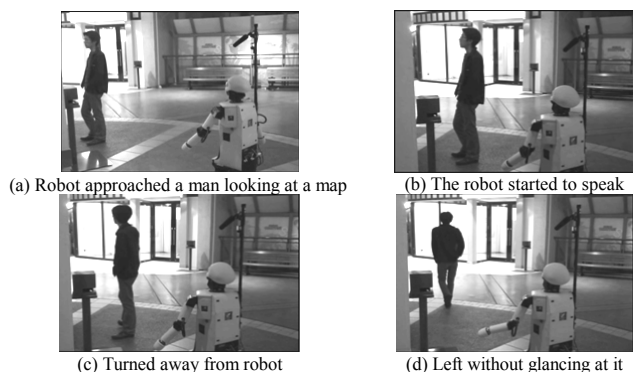 (a) Robot approached a man looking at a map
(b) The robot started to speak
(c) Turned away from robot
(d) Left without glancing at it